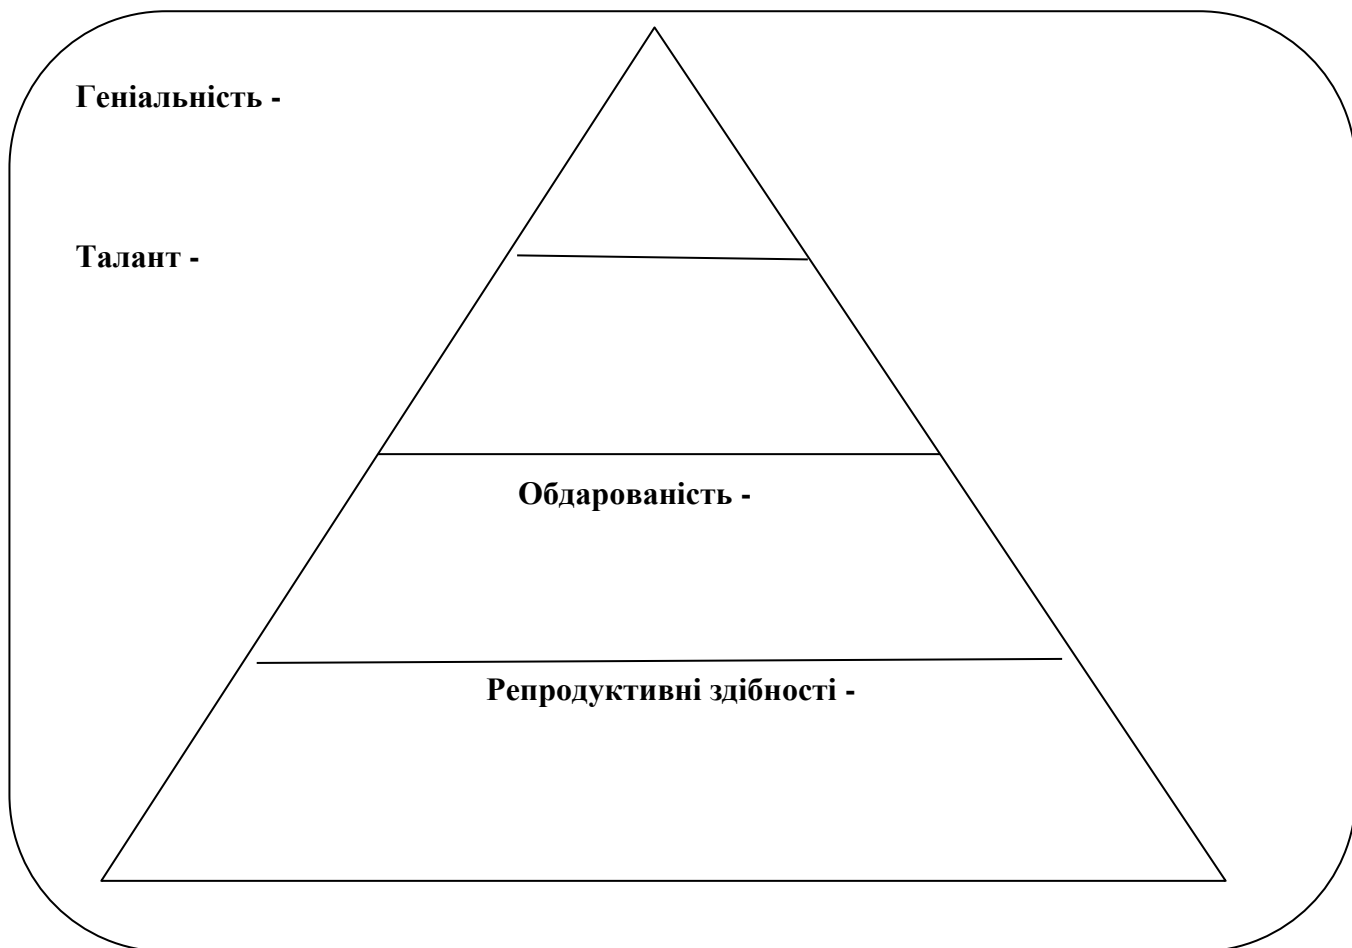 Геніальність -
Талант -
Обдарованість -
Репродуктивні здібності -